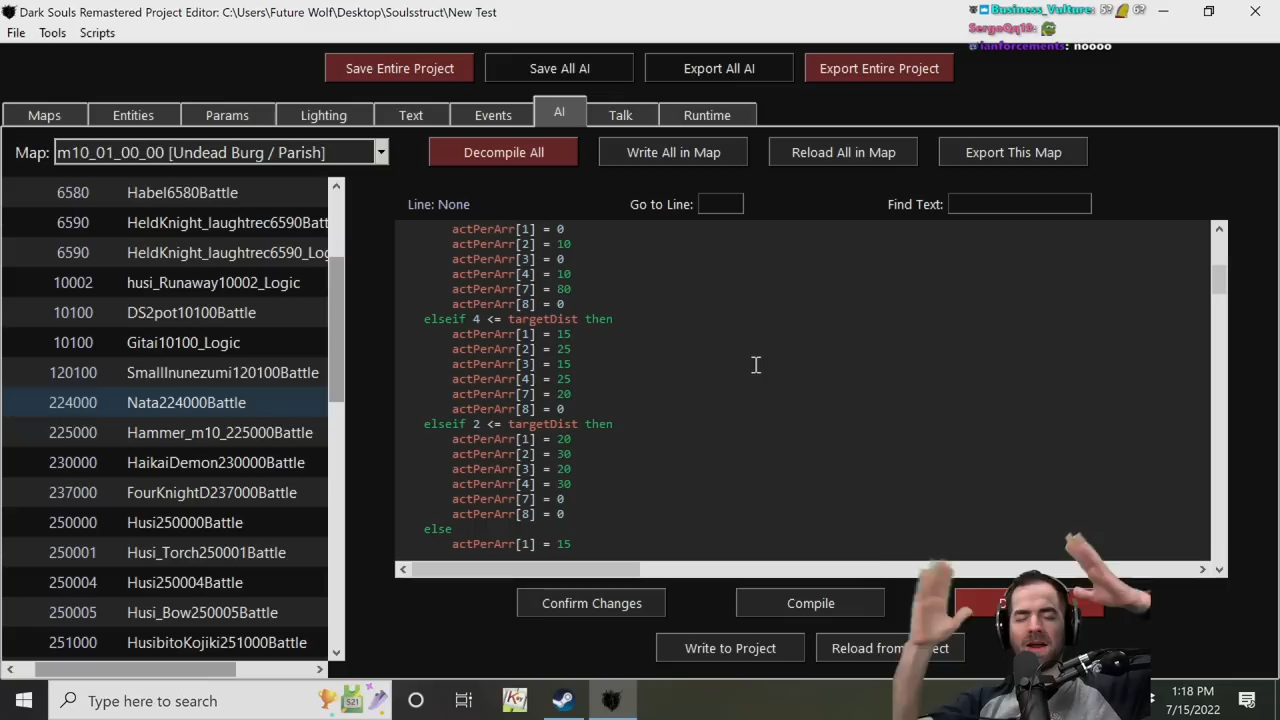 Dark Souls Remastered Project Editor: C:\Users\Future Wolf\Desktop\Soulsstruct\New Test
Business_Vulture: 5? 6?
SergoQq19:
ianforcements: noooo
File Tools Scripts
Save Entire Project Save All AI Export All AI Export Entire Project
Maps Entities Params Lighting Text Events AI Talk Runtime
Map: m10_01_00_00 [Undead Burg / Parish] Decompile All Write All in Map Reload All in Map Export This Map
Line: None Go to Line: Find Text:
6580 Habel6580Battle
6590 HeldKnight_laughtrec6590Batt
6590 HeldKnight_laughtrec6590_Log
10002 husi_Runaway10002_Logic
10100 DS2pot10100Battle
10100 Gitai10100_Logic
120100 SmallInunezumi120100Battle
224000 Nata224000Battle
225000 Hammer_m10_225000Battle
230000 HaikaiDemon230000Battle
237000 FourKnightD237000Battle
250000 Husi250000Battle
250001 Husi_Torch250001Battle
250004 Husi250004Battle
250005 Husi_Bow250005Battle
251000 HusibitoKojiki251000Battle
actPerArr[1] = 0
actPerArr[2] = 10
actPerArr[3] = 0
actPerArr[4] = 10
actPerArr[7] = 80
actPerArr[8] = 0
elseif 4 <= targetDist then
actPerArr[1] = 15
actPerArr[2] = 25
actPerArr[3] = 15
actPerArr[4] = 25
actPerArr[7] = 20
actPerArr[8] = 0
elseif 2 <= targetDist then
actPerArr[1] = 20
actPerArr[2] = 30
actPerArr[3] = 20
actPerArr[4] = 30
actPerArr[7] = 0
actPerArr[8] = 0
else
actPerArr[1] = 15
Confirm Changes Compile
Write to Project Reload from
Type here to search
521
Key
1:18 PM
7/15/2022